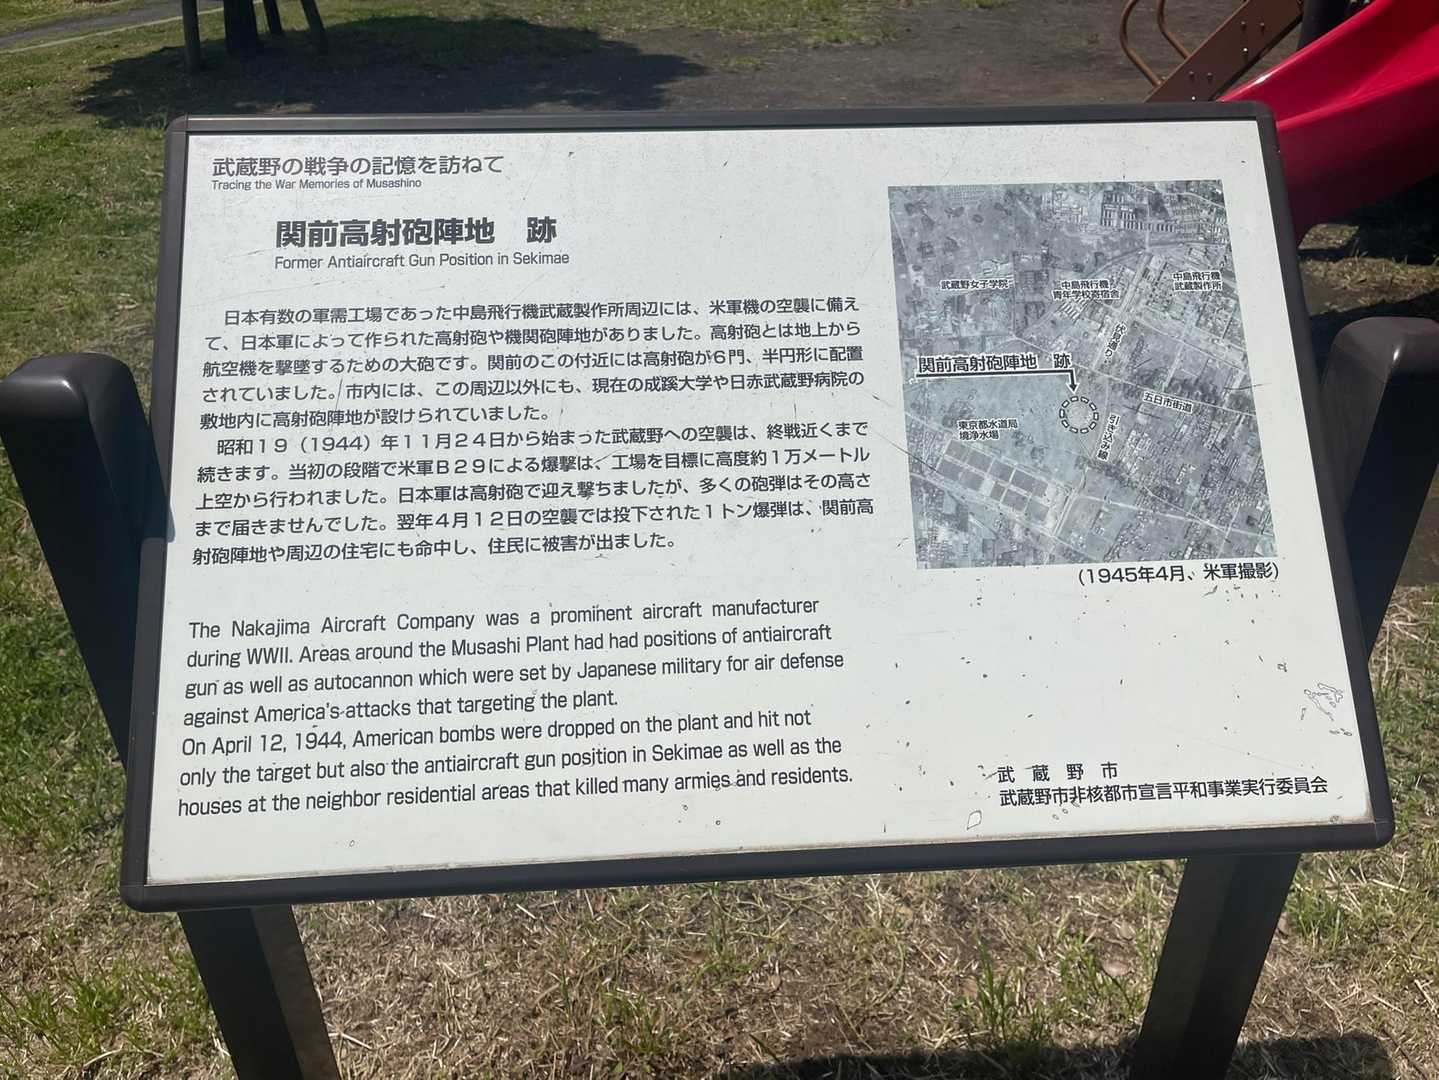 武蔵野の戦争の記憶を訪ねて
Tracing the War Memories of Musashino
関前高射砲陣地　跡
Former Antiaircraft Gun Position in Sekimae
日本有数の軍需工場であった中島飛行機武蔵製作所周辺には、米軍機の空襲に備え
て、日本軍によって作られた高射砲や機関砲陣地がありました。高射砲とは地上から
航空機を撃墜するための大砲です。関前のこの付近には高射砲が６門、半円形に配置
されていました。市内には、この周辺以外にも、現在の成蹊大学や日赤武蔵野病院の
敷地内に高射砲陣地が設けられていました。
昭和１９（1944）年１１月２４日から始まった武蔵野への空襲は、終戦近くまで
続きます。当初の段階で米軍Ｂ２９による爆撃は、工場を目標に高度約１万メートル
上空から行われました。日本軍は高射砲で迎え撃ちましたが、多くの砲弾はその高さ
まで届きませんでした。翌年４月１２日の空襲では投下された１トン爆弾は、関前高
射砲陣地や周辺の住宅にも命中し、住民に被害が出ました。
The Nakajima Aircraft Company was a prominent aircraft manufacturer
during WWII. Areas around the Musashi Plant had had positions of antiaircraft
gun as well as autocannon which were set by Japanese military for air defense
against America's attacks that targeting the plant.
On April 12, 1944, American bombs were dropped on the plant and hit not
only the target but also the antiaircraft gun position in Sekimae as well as the
houses at the neighbor residential areas that killed many armies and residents.
武蔵野女子学院
中島飛行機
青年学校寄宿舎
中島飛行機
武蔵製作所
伏見通り
関前高射砲陣地　跡
五日市街道
東京都水道局
境浄水場
引き込み線
(1945年4月、米軍撮影)
武蔵野市
武蔵野市非核都市宣言平和事業実行委員会